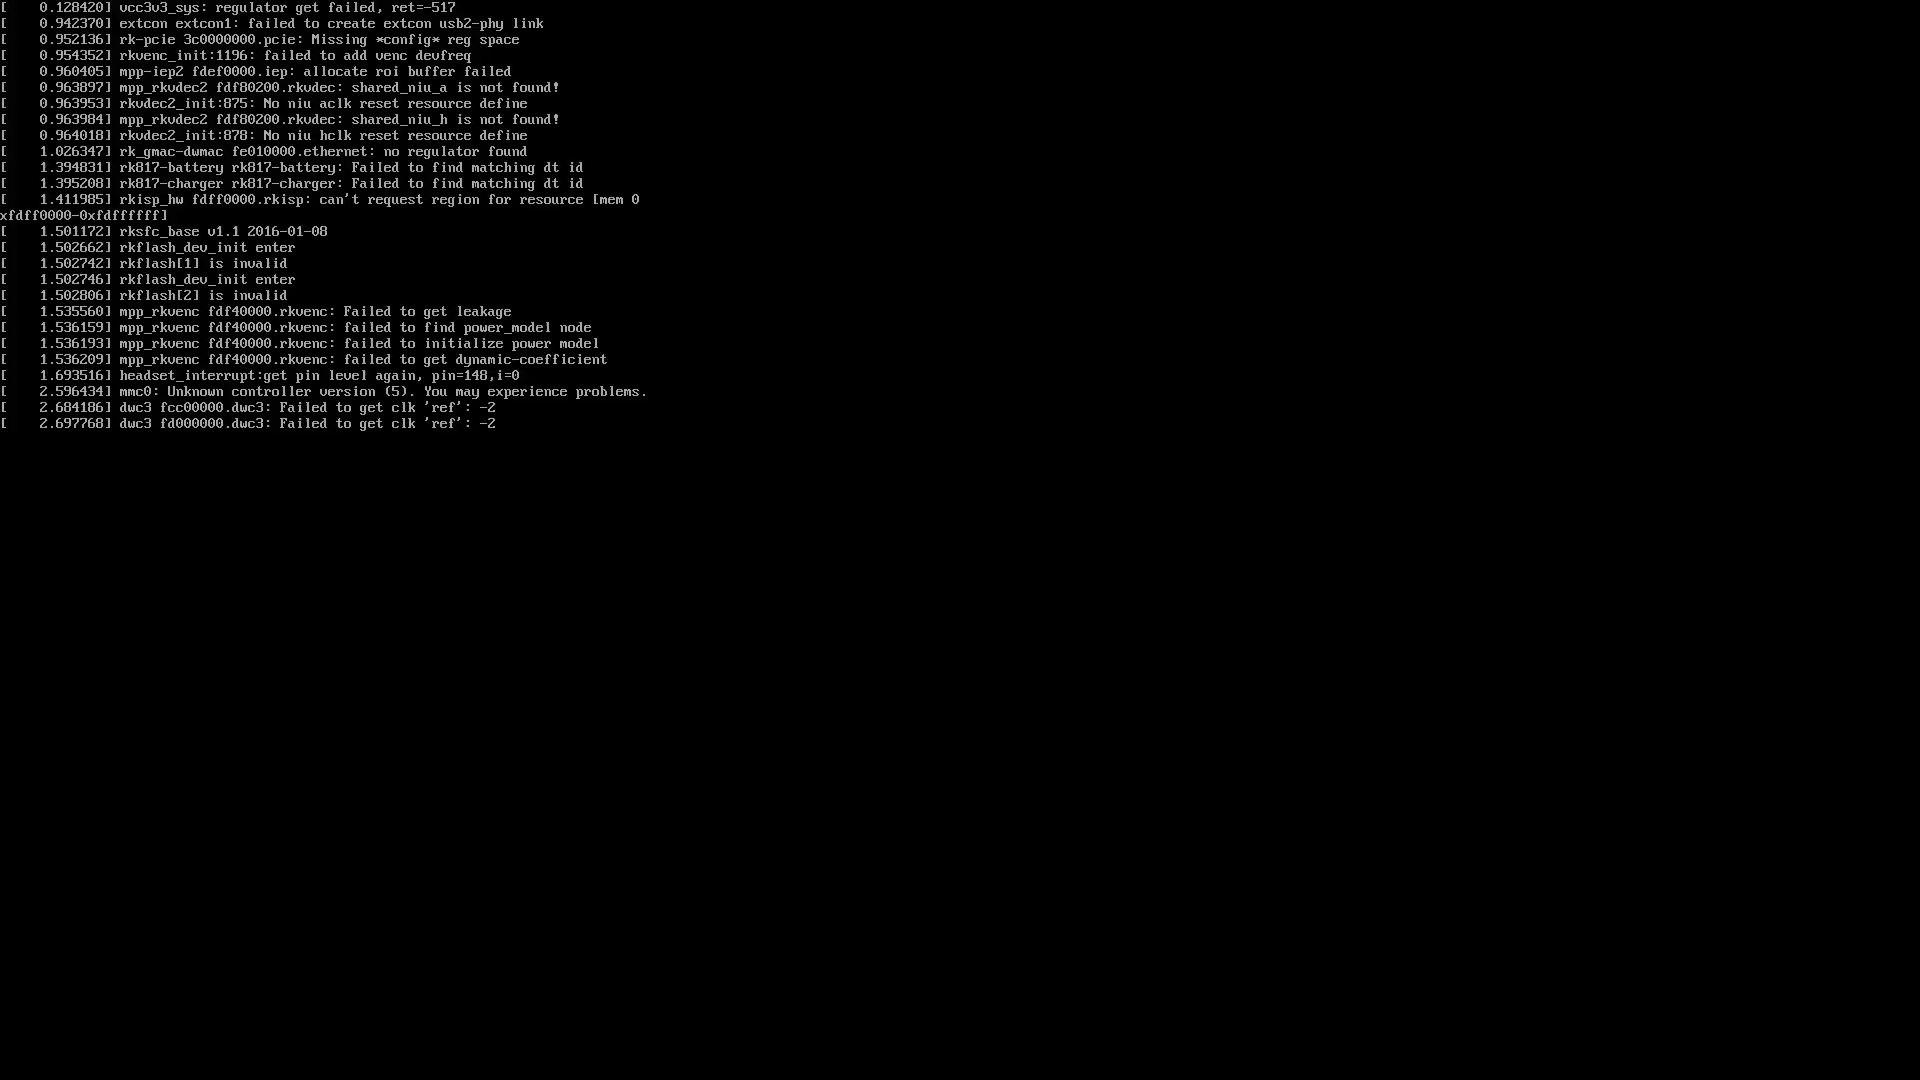 [    0.128420] vcc3v3_sys: regulator get failed, ret=-517
[    0.942370] extcon extcon1: failed to create extcon usb2-phy link
[    0.952136] rk-pcie 3c0000000.pcie: Missing *config* reg space
[    0.954352] rkvenc_init:1196: failed to add venc devfreq
[    0.960405] mpp-iep2 fdef0000.iep: allocate roi buffer failed
[    0.963897] mpp_rkvdec2 fdf80200.rkvdec: shared_niu_a is not found!
[    0.963953] rkvdec2_init:875: No niu aclk reset resource define
[    0.963984] mpp_rkvdec2 fdf80200.rkvdec: shared_niu_h is not found!
[    0.964018] rkvdec2_init:878: No niu hclk reset resource define
[    1.026347] rk_gmac-dwmac fe010000.ethernet: no regulator found
[    1.394831] rk817-battery rk817-battery: Failed to find matching dt id
[    1.395208] rk817-charger rk817-charger: Failed to find matching dt id
[    1.411985] rkisp_hw fdff0000.rkisp: can't request region for resource [mem 0
xfdff0000-0xfdffffff]
[    1.501172] rksfc_base v1.1 2016-01-08
[    1.502662] rkflash_dev_init enter
[    1.502742] rkflash[1] is invalid
[    1.502746] rkflash_dev_init enter
[    1.502806] rkflash[2] is invalid
[    1.535560] mpp_rkvenc fdf40000.rkvenc: Failed to get leakage
[    1.536159] mpp_rkvenc fdf40000.rkvenc: failed to find power_model node
[    1.536193] mpp_rkvenc fdf40000.rkvenc: failed to initialize power model
[    1.536209] mpp_rkvenc fdf40000.rkvenc: failed to get dynamic-coefficient
[    1.693516] headset_interrupt:get pin level again, pin=148,i=0
[    2.596434] mmc0: Unknown controller version (5). You may experience problems.
[    2.684186] dwc3 fcc00000.dwc3: Failed to get clk 'ref': -2
[    2.697768] dwc3 fd000000.dwc3: Failed to get clk 'ref': -2